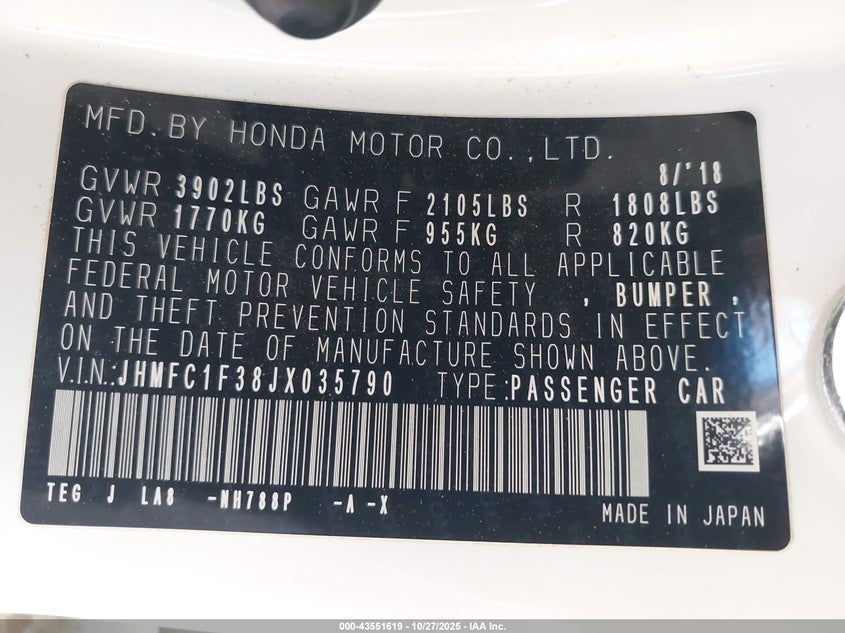 MFD. BY HONDA MOTOR CO., LTD.
8/'18
GVWR 3902LBS GAWR F 2105LBS R 1808LBS
GVWR 1770KG GAWR F 955KG R 820KG
THIS VEHICLE CONFORMS TO ALL APPLICABLE
FEDERAL MOTOR VEHICLE SAFETY , BUMPER ,
AND THEFT PREVENTION STANDARDS IN EFFECT
ON THE DATE OF MANUFACTURE SHOWN ABOVE.
V.I.N.:JHMFC1F38JX035790 TYPE:PASSENGER CAR
TEG J LA8 -NH788P -A -X
MADE IN JAPAN
000-43551619 - 10/27/2025 - IAA Inc.